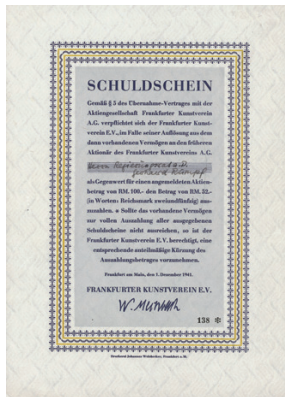 SCHULDSCHEIN
Gemäß § 5 des Übernahme-Vertrages mit der
Aktiengesellschaft Frankfurter Kunstverein
A.G. verpflichtet sich der Frankfurter Kunst-
verein E.V., im Falle seiner Auflösung aus dem
dann vorhandenen Vermögen an den früheren
Aktionär des Frankfurter Kunstvereins A.G.
Herrn Regierungsrat a.D.
als Gegenwert für einen angemeldeten Aktien-
betrag von RM. 100.- den Betrag von RM. 52.-
(in Worten: Reichsmark zweiundfünfzig) aus-
zuzahlen. * Sollte das vorhandene Vermögen
zur vollen Auszahlung aller ausgegebenen
Schuldscheine nicht ausreichen, so ist der
Frankfurter Kunstverein E.V. berechtigt, eine
entsprechende anteilmäßige Kürzung des
Auszahlungsbetrages vorzunehmen.
Frankfurt am Main, den 1. Dezember 1941.
FRANKFURTER KUNSTVEREIN E.V.
138 *